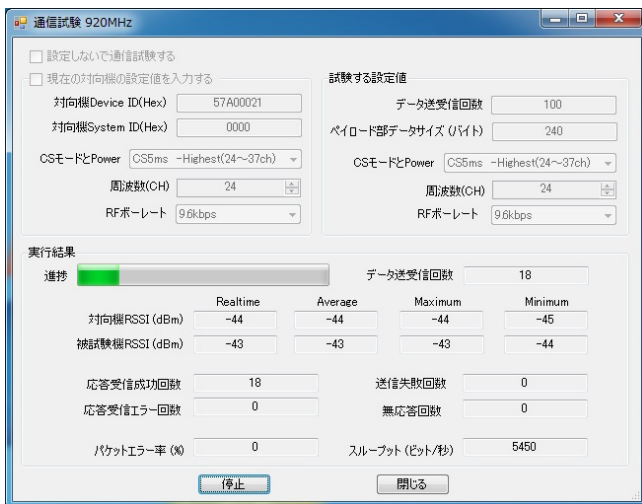 通信試験 920MHz
設定しないで通信試験する
現在の対向機の設定値を入力する
対向機Device ID(Hex) 57A00021
対向機System ID(Hex) 0000
CSモードとPower CS5ms -Highest(24～37ch)
周波数(CH) 24
RFボーレート 9.6kbps
試験する設定値
データ送受信回数 100
ペイロード部データサイズ (バイト) 240
CSモードとPower CS5ms -Highest(24～37ch)
周波数(CH) 24
RFボーレート 9.6kbps
実行結果
進捗 データ送受信回数 18
Realtime Average Maximum Minimum
対向機RSSI (dBm) -44 -44 -44 -45
被試験機RSSI (dBm) -43 -43 -43 -44
応答受信成功回数 18 送信失敗回数 0
応答受信エラー回数 0 無応答回数 0
パケットエラー率 (%) 0 スループット (ビット/秒) 5450
停止 閉じる